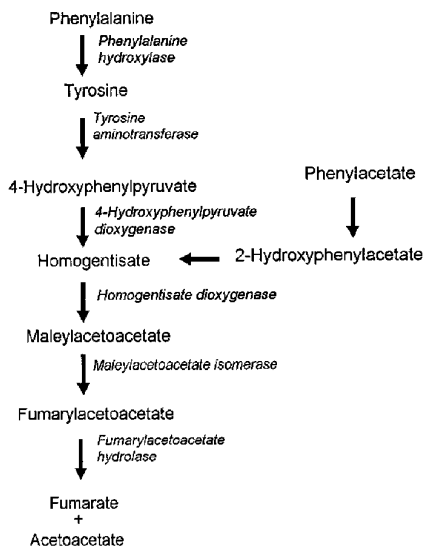 Phenylalanine
Phenylalanine
hydroxylase
Tyrosine
Tyrosine
aminotransferase
4-Hydroxyphenylpyruvate
4-Hydroxyphenylpyruvate
dioxygenase
Phenylacetate
2-Hydroxyphenylacetate
Homogentisate
Homogentisate dioxygenase
Maleylacetoacetate
Maleylacetoacetate isomerase
Fumarylacetoacetate
Fumarylacetoacetate
hydrolase
Fumarate
+
Acetoacetate